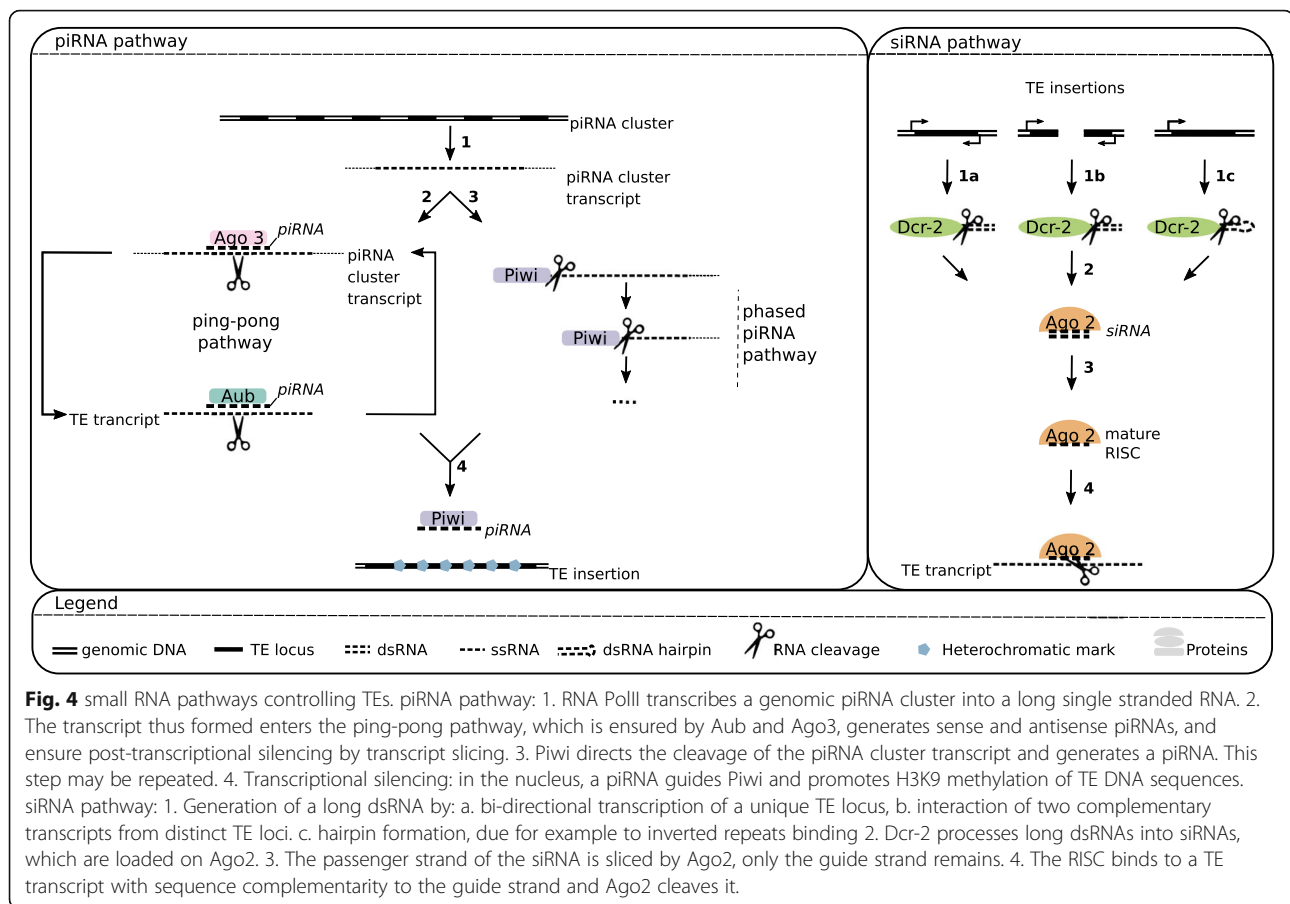 piRNA pathway
piRNA cluster
1
piRNA cluster
transcript
2
3
Ago 3
piRNA
piRNA
cluster
transcript
ping-pong
pathway
Aub
piRNA
TE trancript
Piwi
Piwi
phased
piRNA
pathway
....
4
Piwi
piRNA
TE insertion
siRNA pathway
TE insertions
1a
1b
1c
Dcr-2
Dcr-2
Dcr-2
2
Ago 2
siRNA
3
Ago 2
mature
RISC
4
Ago 2
TE trancript
Legend
genomic DNA
TE locus
dsRNA
ssRNA
dsRNA hairpin
RNA cleavage
Heterochromatic mark
Proteins
Fig. 4 small RNA pathways controlling TEs. piRNA pathway: 1. RNA PolII transcribes a genomic piRNA cluster into a long single stranded RNA. 2.
The transcript thus formed enters the ping-pong pathway, which is ensured by Aub and Ago3, generates sense and antisense piRNAs, and
ensure post-transcriptional silencing by transcript slicing. 3. Piwi directs the cleavage of the piRNA cluster transcript and generates a piRNA. This
step may be repeated. 4. Transcriptional silencing: in the nucleus, a piRNA guides Piwi and promotes H3K9 methylation of TE DNA sequences.
siRNA pathway: 1. Generation of a long dsRNA by: a. bi-directional transcription of a unique TE locus, b. interaction of two complementary
transcripts from distinct TE loci. c. hairpin formation, due for example to inverted repeats binding 2. Dcr-2 processes long dsRNAs into siRNAs,
which are loaded on Ago2. 3. The passenger strand of the siRNA is sliced by Ago2, only the guide strand remains. 4. The RISC binds to a TE
transcript with sequence complementarity to the guide strand and Ago2 cleaves it.